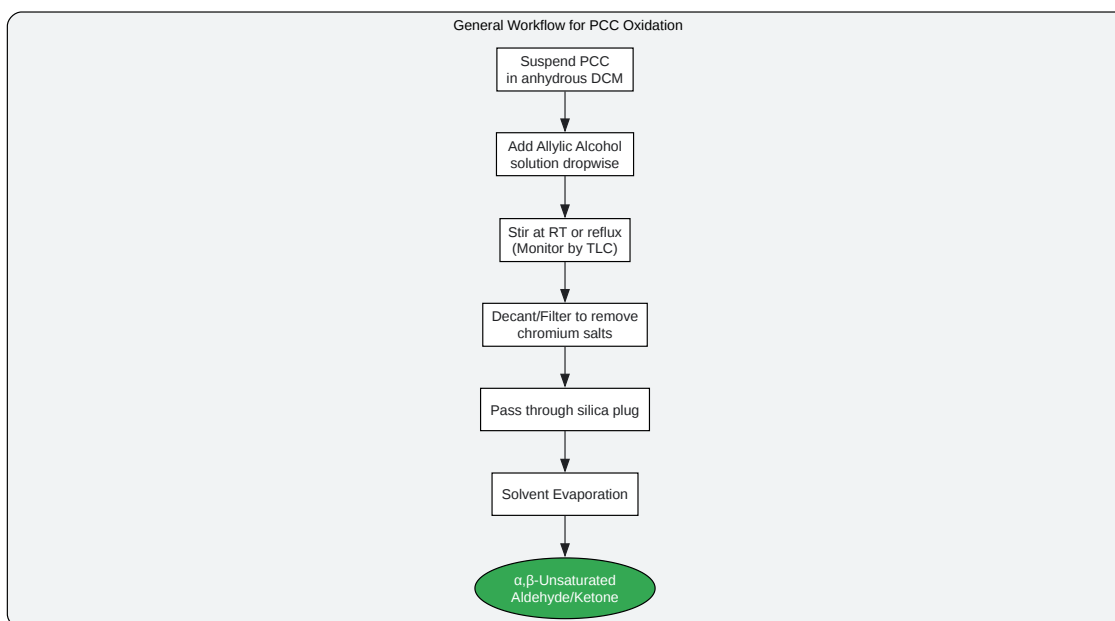 General Workflow for PCC Oxidation
Suspend PCC
in anhydrous DCM
Add Allylic Alcohol
solution dropwise
Stir at RT or reflux
(Monitor by TLC)
Decant/Filter to remove
chromium salts
Pass through silica plug
Solvent Evaporation
α,β-Unsaturated
Aldehyde/Ketone